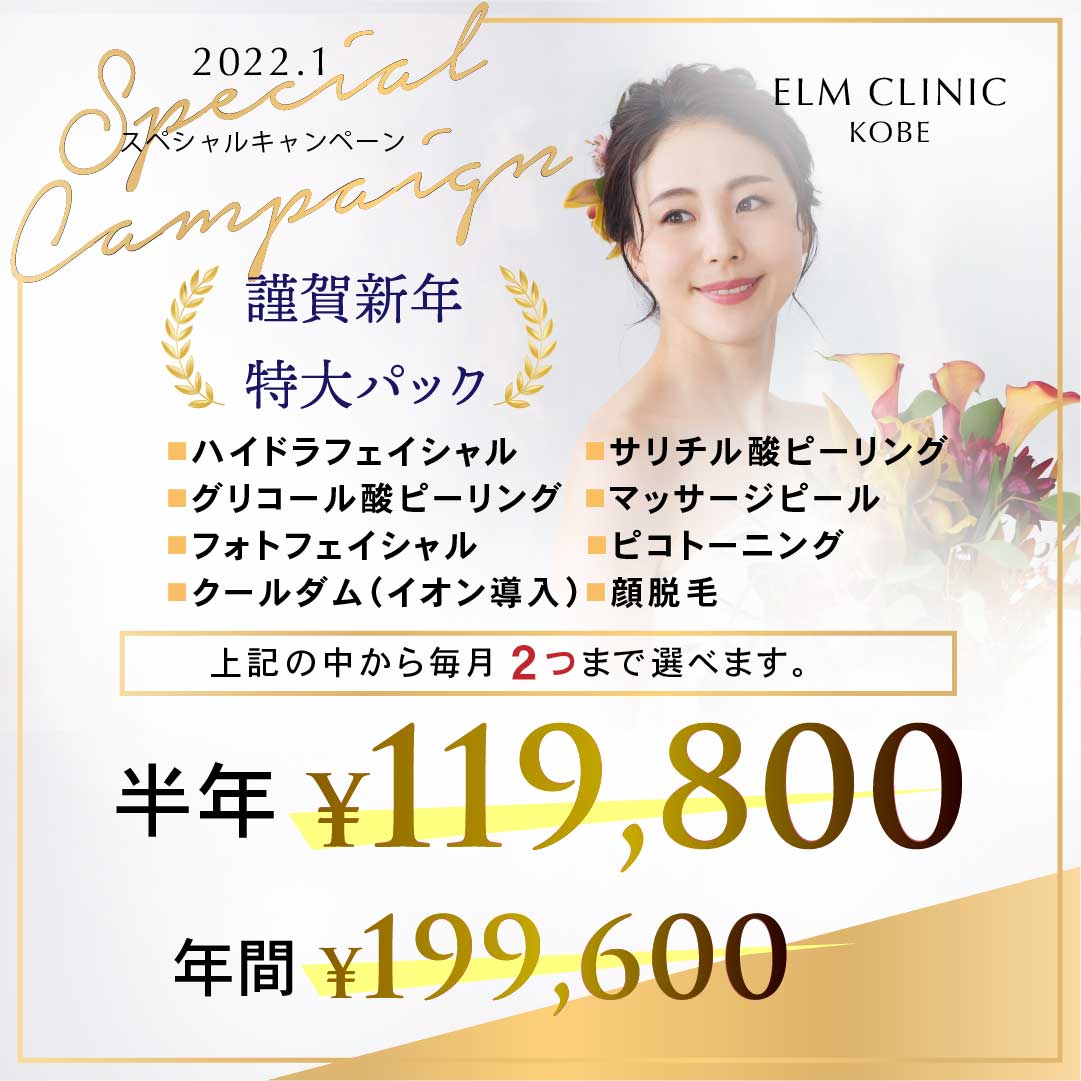 2022.1
Special
スペシャルキャンペーン
Campaign
ELM CLINIC
KOBE
謹賀新年
特大パック
■ハイドラフェイシャル ■サリチル酸ピーリング
■グリコール酸ピーリング ■マッサージピール
■フォトフェイシャル ■ピコトーニング
■クールダム(イオン導入) ■顔脱毛
上記の中から毎月2つまで選べます。
半年 ¥119,800
年間 ¥199,600